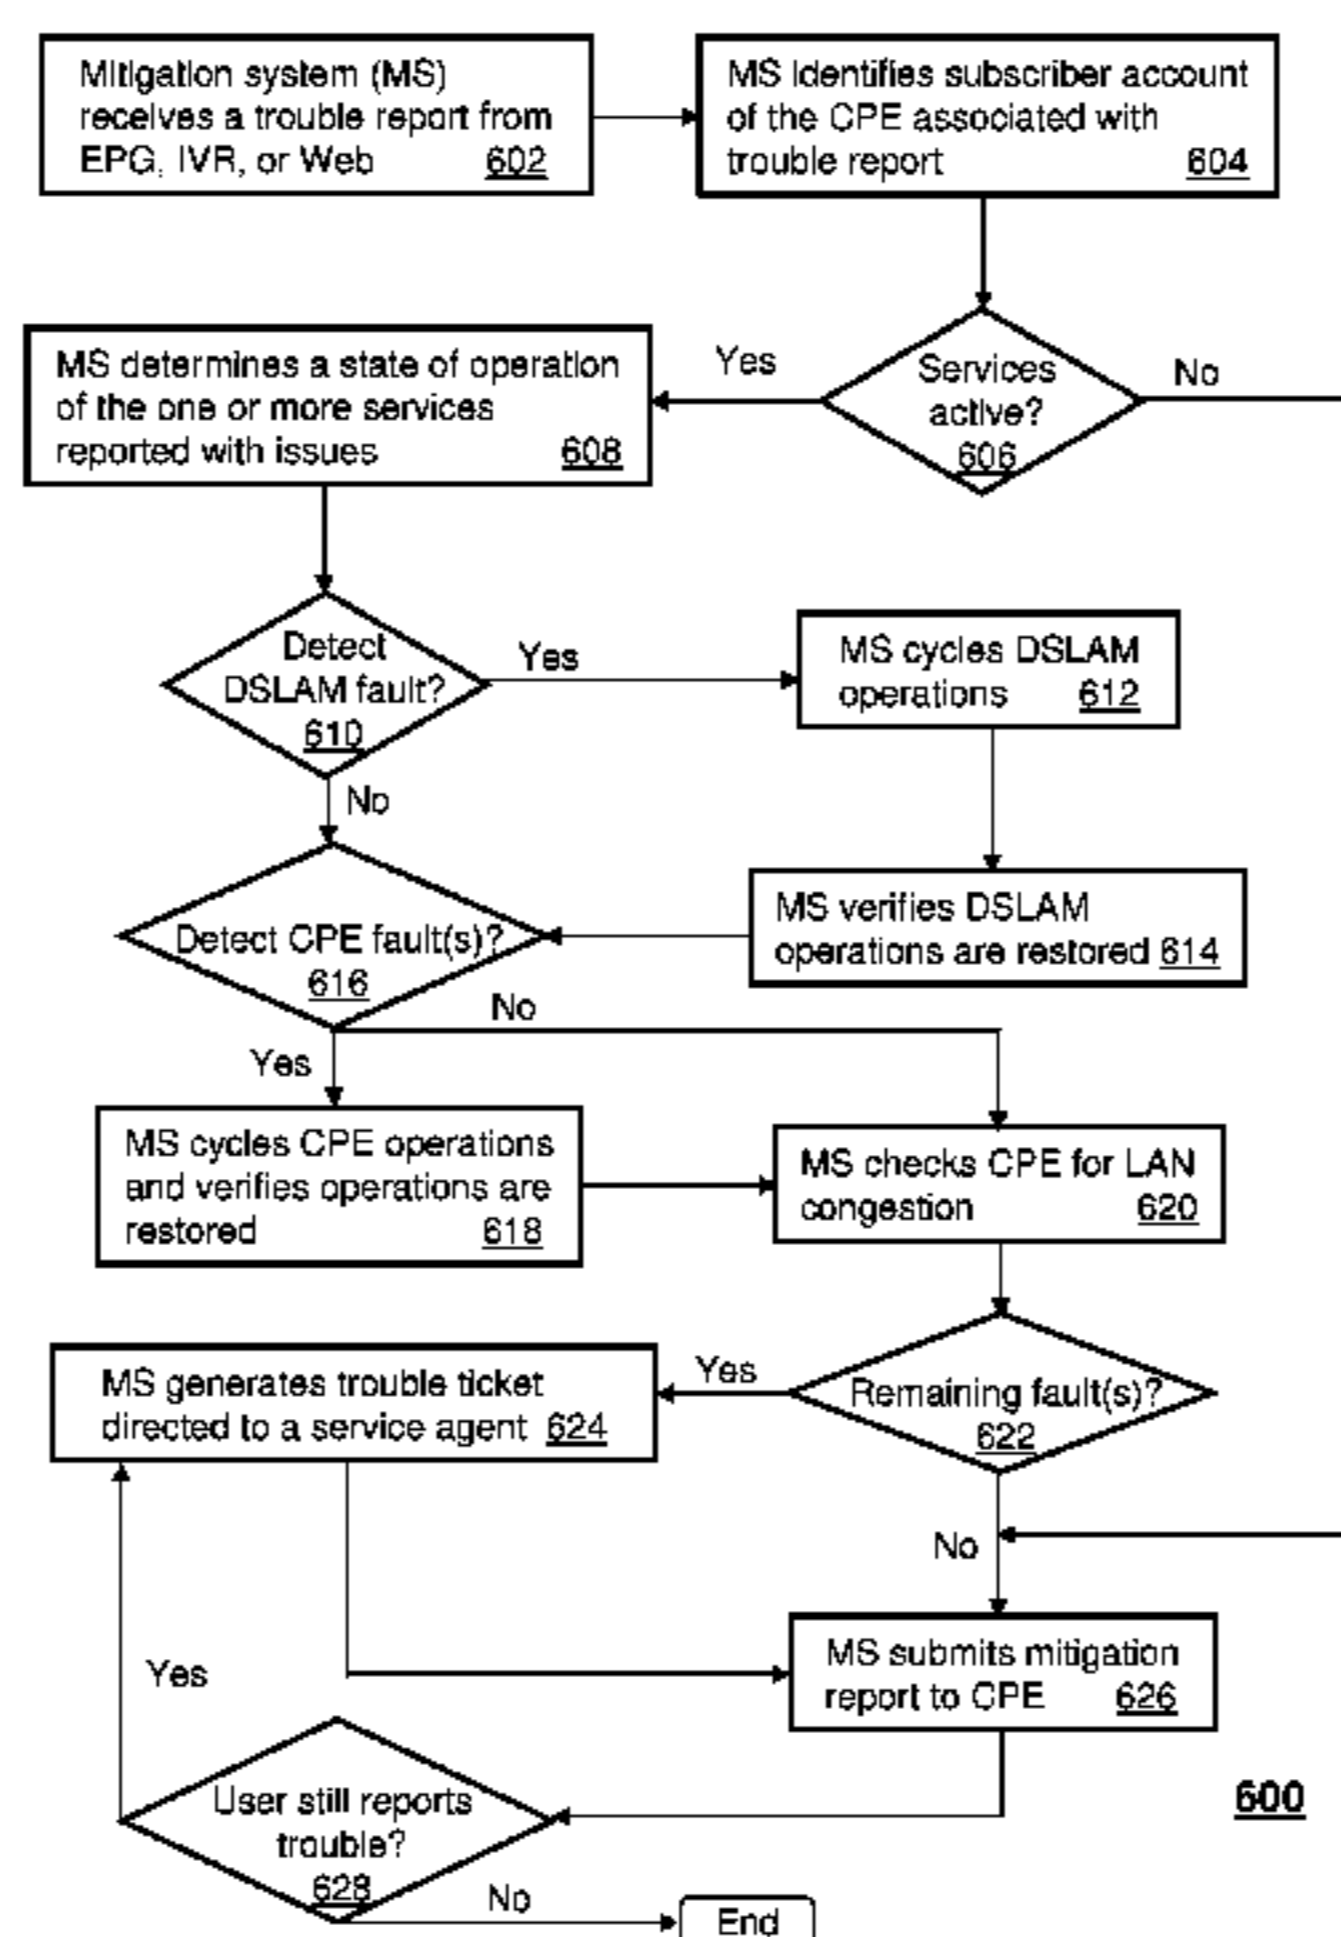 Mitigation system (MS)
receives a trouble report from
EPG, IVR, or Web 602
MS identifies subscriber account
of the CPE associated with
trouble report 604
Services
active?
606
Yes
No
MS determines a state of operation
of the one or more services
reported with issues 608
Detect
DSLAM fault?
610
Yes
No
MS cycles DSLAM
operations 612
MS verifies DSLAM
operations are restored 614
Detect CPE fault(s)?
616
No
Yes
MS cycles CPE operations
and verifies operations are
restored 618
MS checks CPE for LAN
congestion 620
Remaining fault(s)?
622
Yes
No
MS generates trouble ticket
directed to a service agent 624
MS submits mitigation
report to CPE 626
Yes
User still reports
trouble?
628
No
End
600